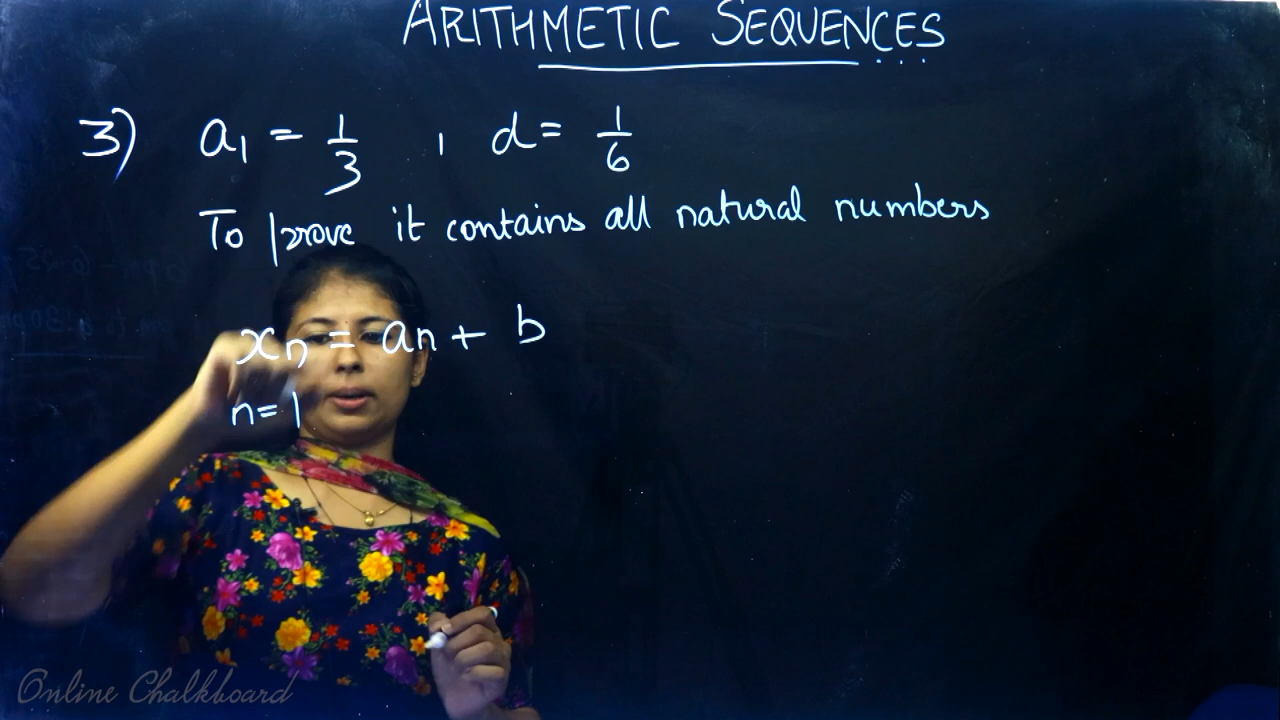 ARITHMETIC SEQUENCES
3) a₁ = 1/3 , d = 1/6
To prove it contains all natural numbers
xn = an + b
n = 1
Online Chalkboard